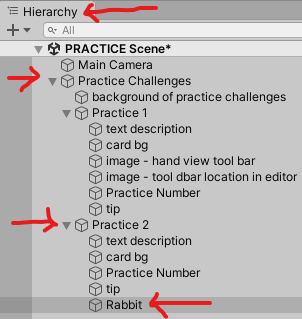 Hierarchy
All
PRACTICE Scene*
Main Camera
Practice Challenges
background of practice challenges
Practice 1
text description
card bg
image - hand view tool bar
image - tool dbar location in editor
Practice Number
tip
Practice 2
text description
card bg
Practice Number
tip
Rabbit